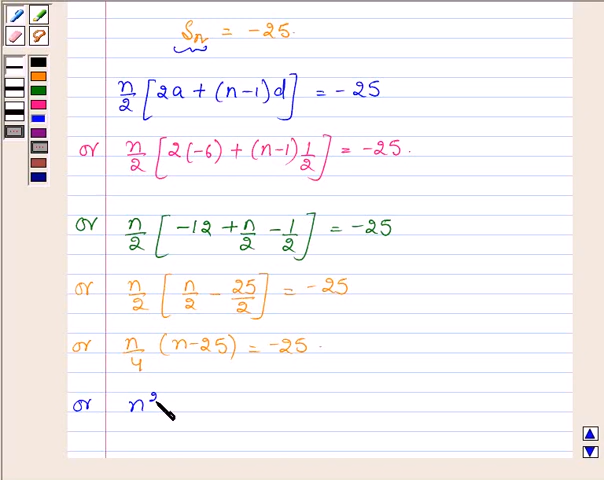 Sn = -25.
n/2 [2a + (n-1)d] = -25
or n/2 [2(-6) + (n-1) 1/2] = -25.
or n/2 [-12 + n/2 - 1/2] = -25
or n/2 [n/2 - 25/2] = -25
or n/4 (n-25) = -25.
or n²